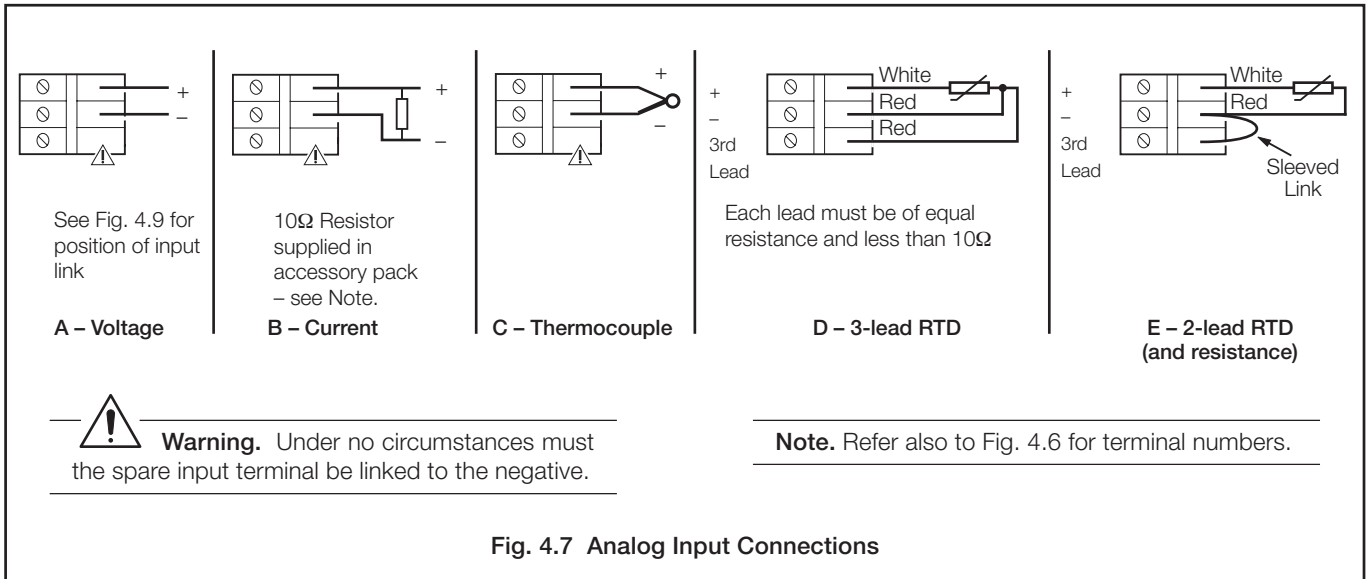 +
–
See Fig. 4.9 for
position of input
link
A – Voltage
+
–
10Ω Resistor
supplied in
accessory pack
– see Note.
B – Current
+
–
C – Thermocouple
+
–
3rd
Lead
White
Red
Red
Each lead must be of equal
resistance and less than 10Ω
D – 3-lead RTD
+
–
3rd
Lead
White
Red
Sleeved
Link
E – 2-lead RTD
(and resistance)
Warning. Under no circumstances must
the spare input terminal be linked to the negative.
Note. Refer also to Fig. 4.6 for terminal numbers.
Fig. 4.7 Analog Input Connections